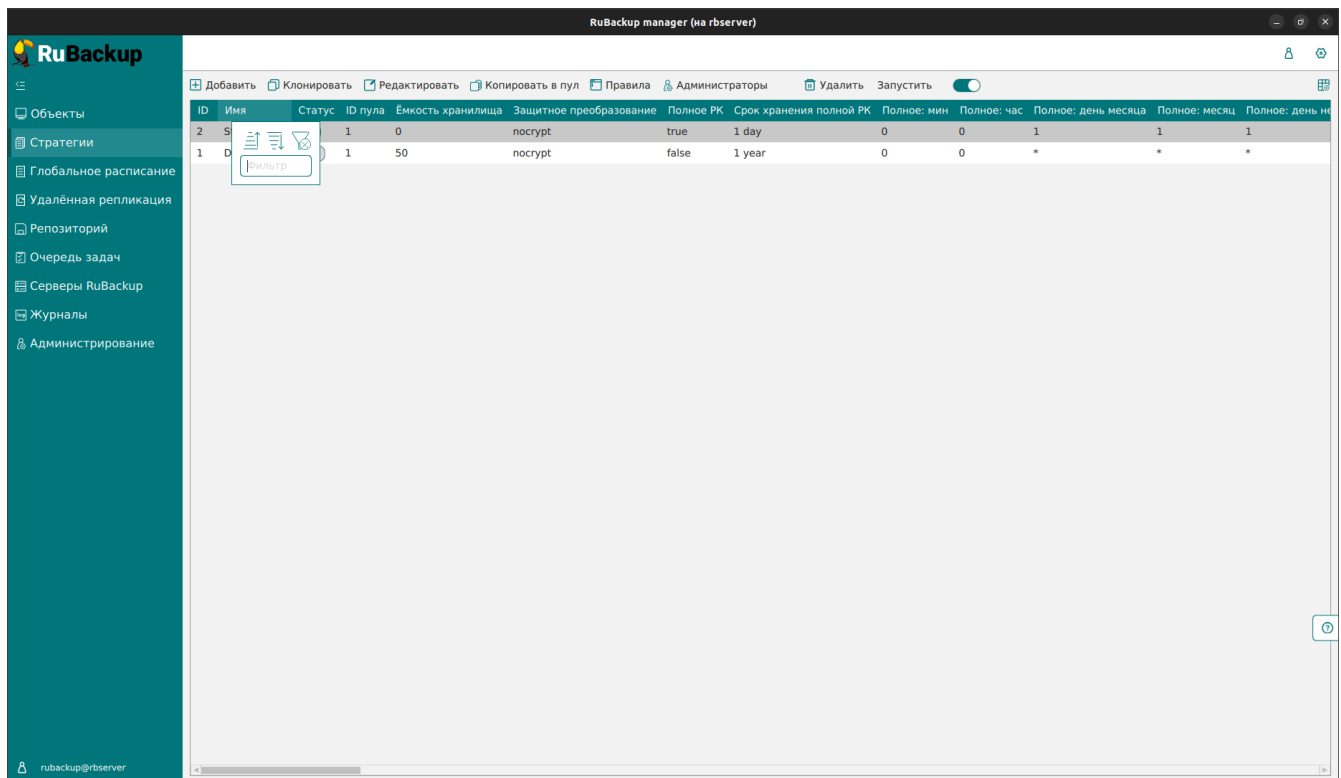 RuBackup manager (на rbserver)
RuBackup
Добавить Клонировать Редактировать Копировать в пул Правила Администраторы Удалить Запустить
ID Имя Статус ID пула Ёмкость хранилища Защитное преобразование Полное РК Срок хранения полной РК Полное: мин Полное: час Полное: день месяца Полное: месяц Полное: день не
2 S 1 0 nocrypt true 1 day 0 0 1 1 1
1 D 1 50 nocrypt false 1 year 0 0 * * *
Фильтр
Объекты
Стратегии
Глобальное расписание
Удалённая репликация
Репозиторий
Очередь задач
Серверы RuBackup
Журналы
Администрирование
rubackup@rbserver